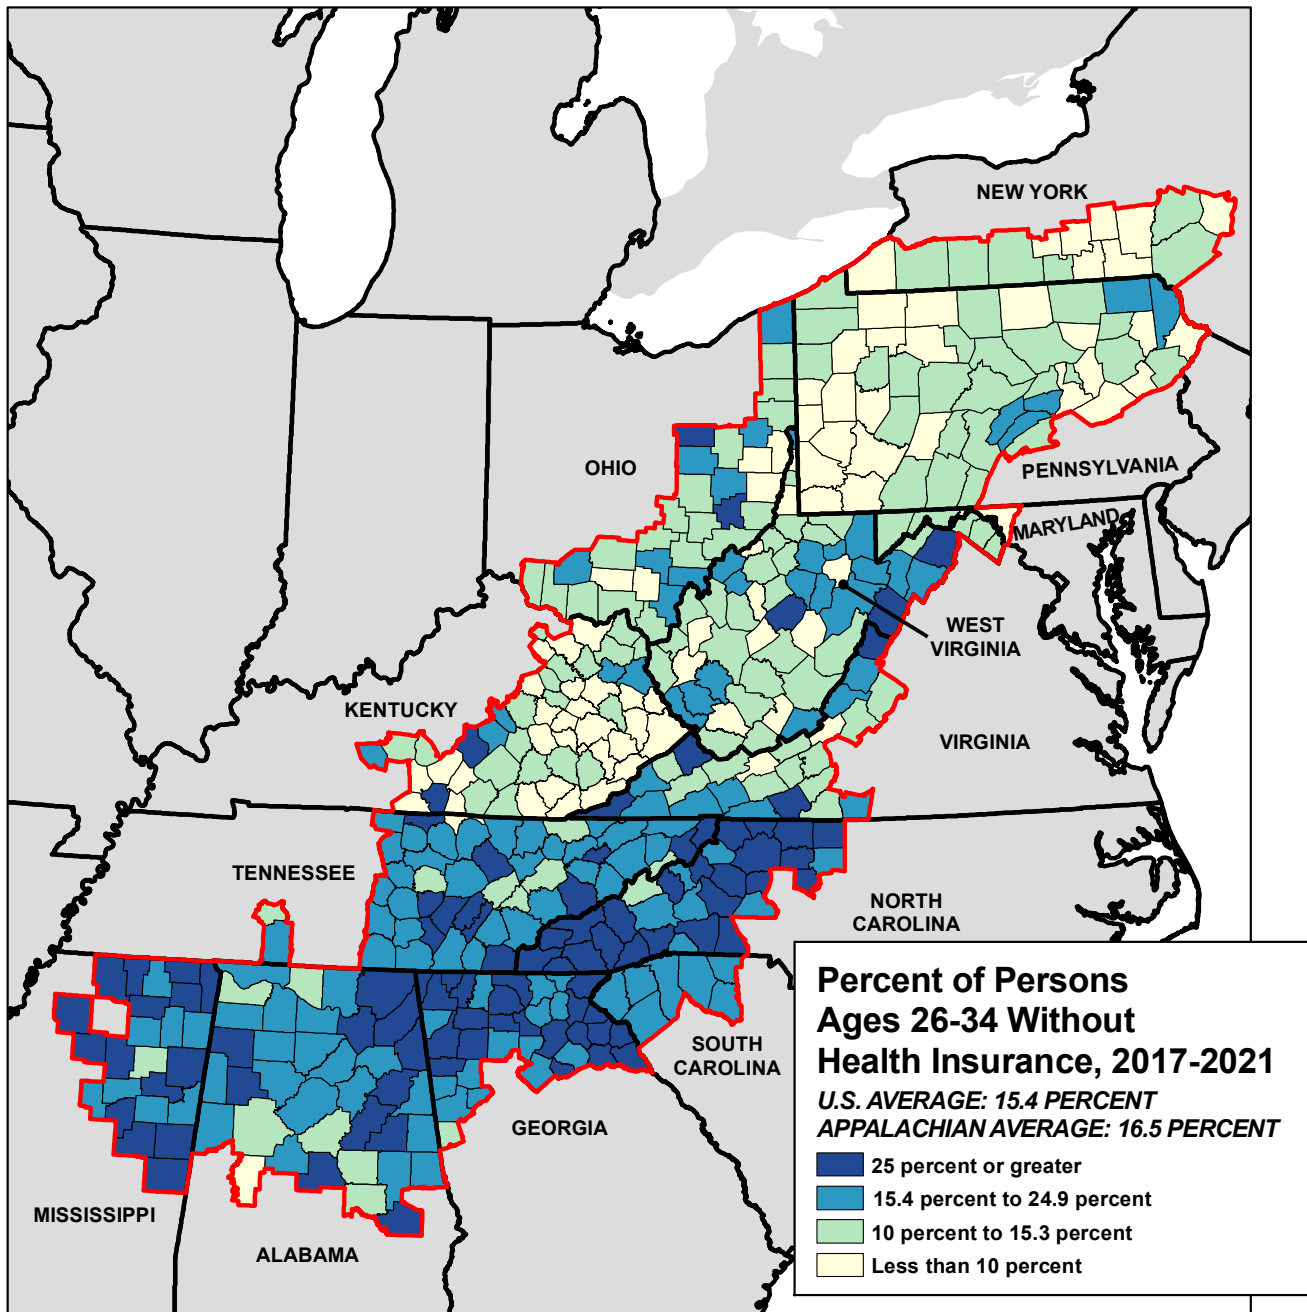 NEW YORK
OHIO
PENNSYLVANIA
MARYLAND
WEST
VIRGINIA
KENTUCKY
VIRGINIA
TENNESSEE
NORTH
CAROLINA
SOUTH
CAROLINA
GEORGIA
MISSISSIPPI
ALABAMA
Percent of Persons
Ages 26-34 Without
Health Insurance, 2017-2021
U.S. AVERAGE: 15.4 PERCENT
APPALACHIAN AVERAGE: 16.5 PERCENT
25 percent or greater
15.4 percent to 24.9 percent
10 percent to 15.3 percent
Less than 10 percent